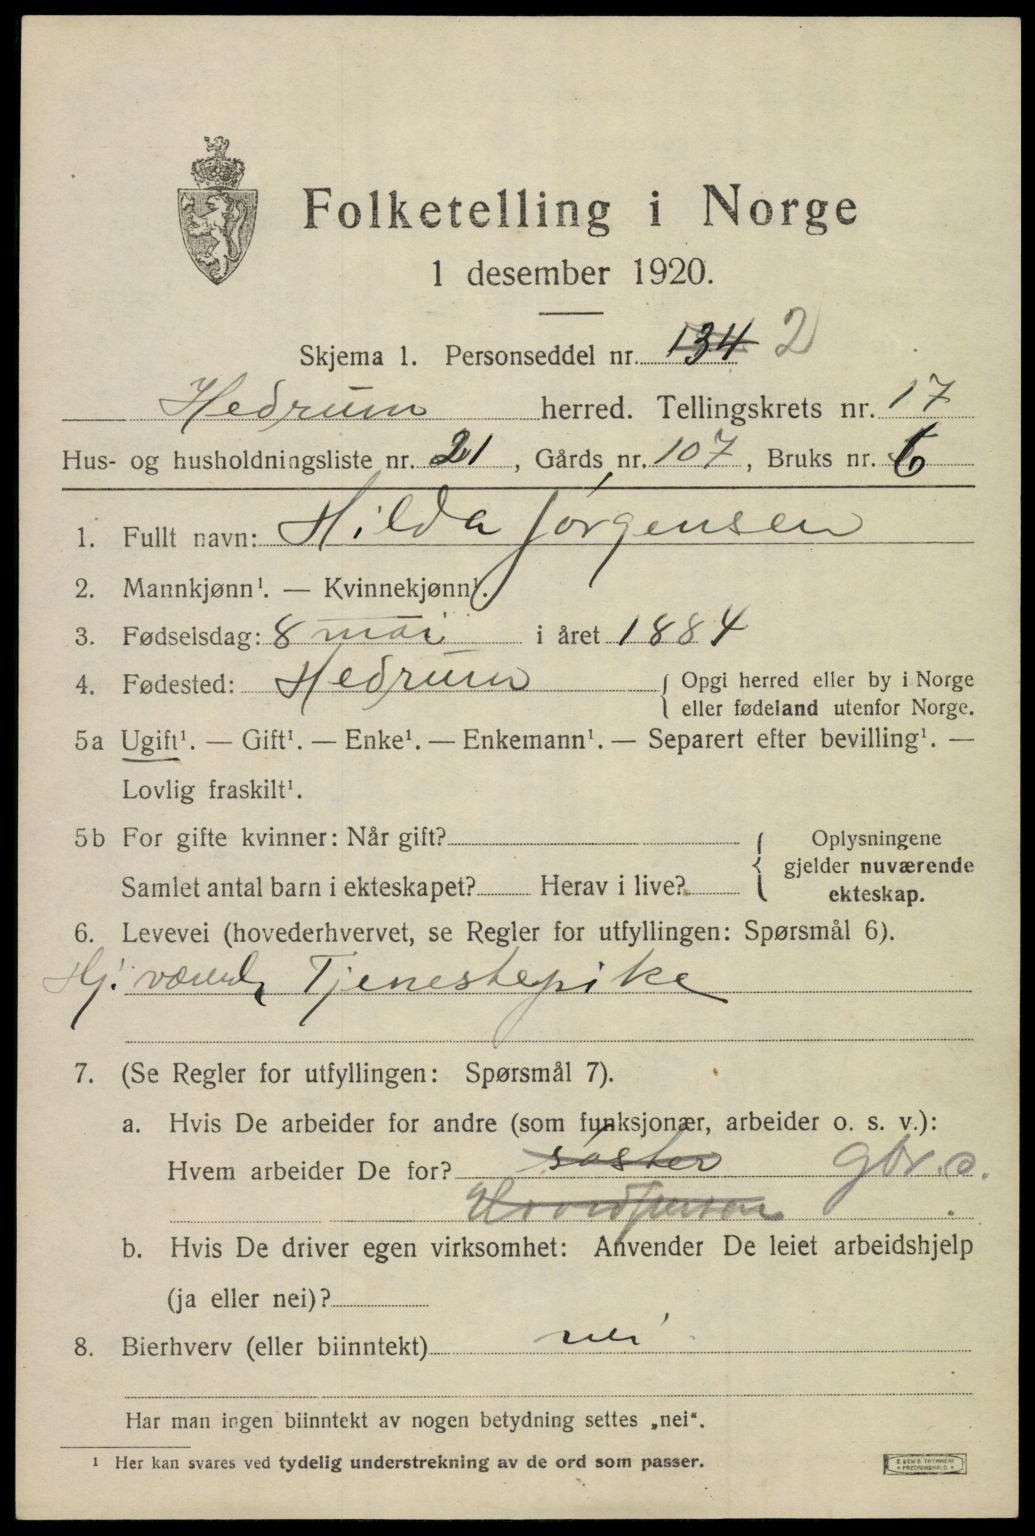 Folketelling i Norge
1 desember 1920.
Skjema 1. Personseddel nr. 134 2
Hedrum herred. Tellingskrets nr. 17
Hus- og husholdningsliste nr. 21, Gårds nr. 107, Bruks nr. 6
1. Fullt navn: Hilda Jørgensen
2. Mannkjønn¹. — Kvinnekjønn¹.
3. Fødselsdag: 8 mai i året 1884
4. Fødested: Hedrum { Opgi herred eller by i Norge
eller fødeland utenfor Norge.
5a Ugift¹. — Gift¹. — Enke¹. — Enkemann¹. — Separert efter bevilling¹. —
Lovlig fraskilt¹.
5b For gifte kvinner: Når gift? { Oplysningene
gjelder nuværende
Samlet antal barn i ekteskapet? Herav i live?
ekteskap.
6. Levevei (hovederhvervet, se Regler for utfyllingen: Spørsmål 6).
Hj. værende Tjenestepike
7. (Se Regler for utfyllingen: Spørsmål 7).
a. Hvis De arbeider for andre (som funksjonær, arbeider o. s. v.):
Hvem arbeider De for? søster gbr. d.
b. Hvis De driver egen virksomhet: Anvender De leiet arbeidshjelp
(ja eller nei)?
8. Bierhverv (eller biinntekt) nei
Har man ingen biinntekt av nogen betydning settes „nei“.
¹ Her kan svares ved tydelig understrekning av de ord som passer.